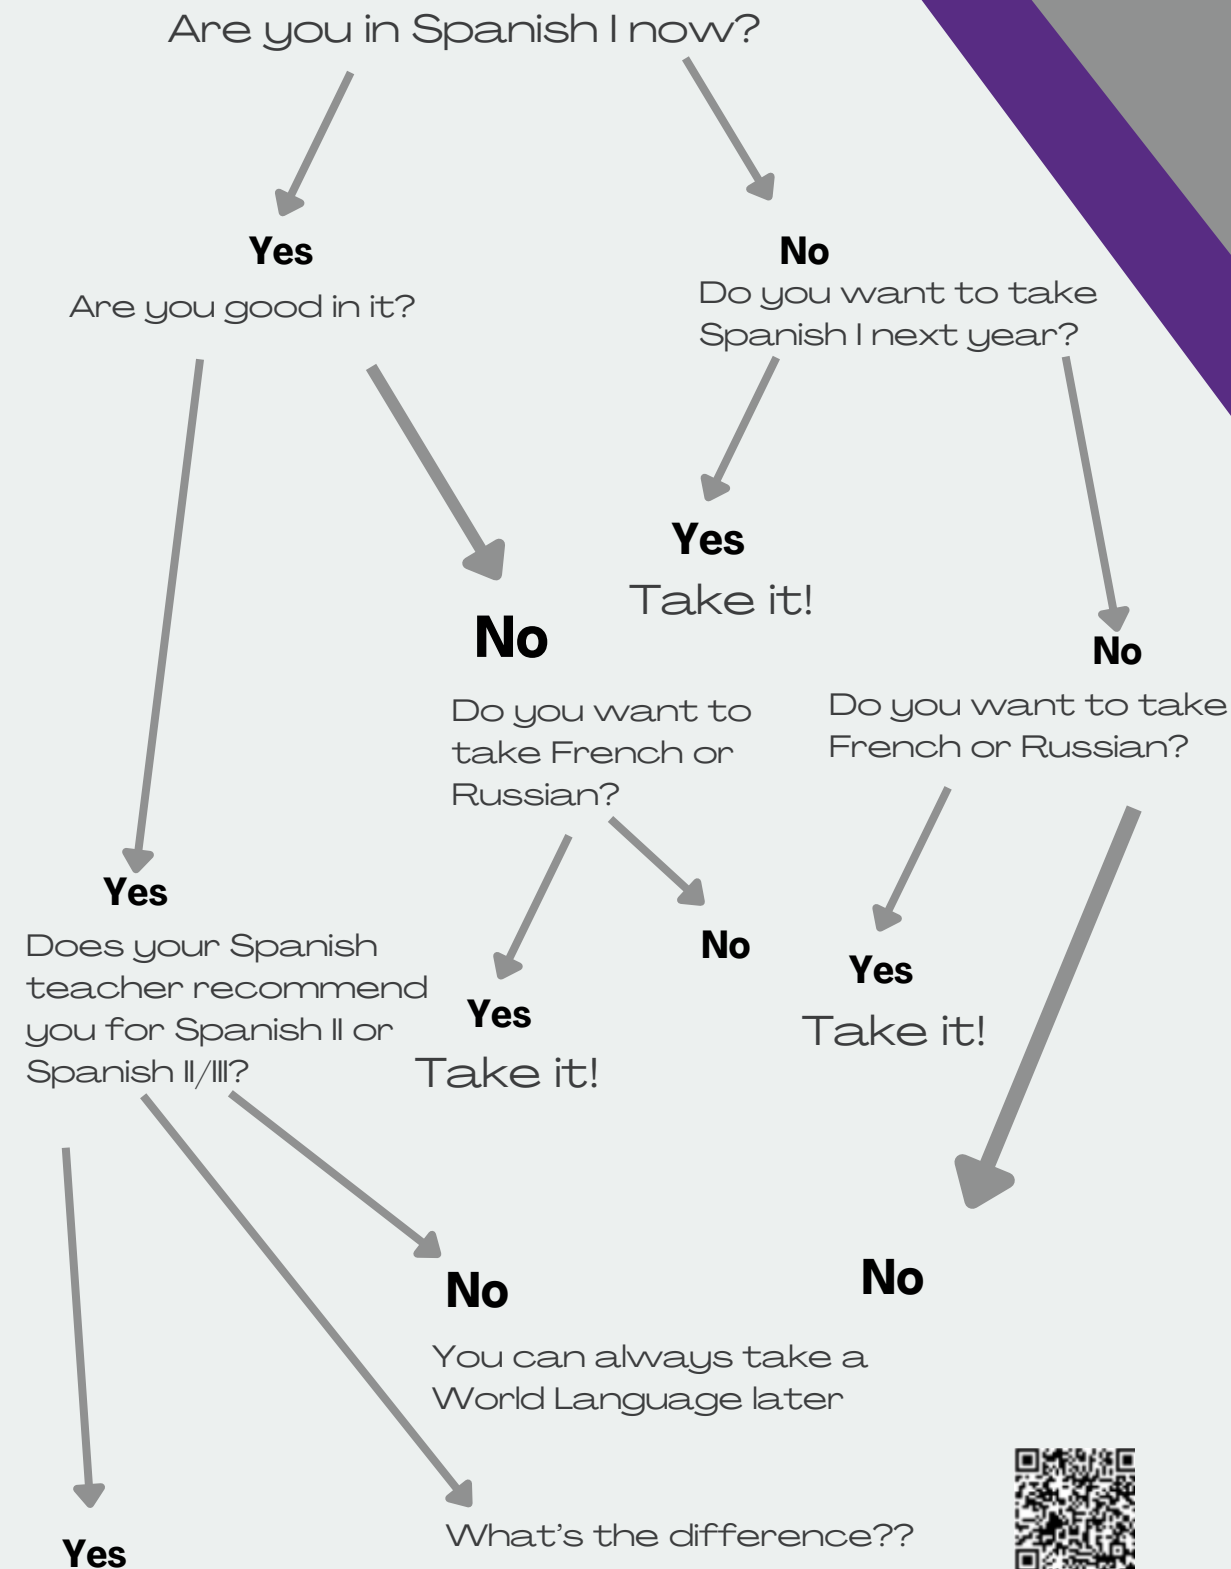 Are you in Spanish I now?
Yes
No
Are you good in it?
Do you want to take
Spanish I next year?
Yes
Take it!
No
No
Do you want to
take French or
Russian?
Do you want to take
French or Russian?
Yes
Does your Spanish
teacher recommend
you for Spanish II or
Spanish II/III?
No
Yes
Take it!
Yes
Take it!
No
You can always take a
World Language later
No
What's the difference??
Yes